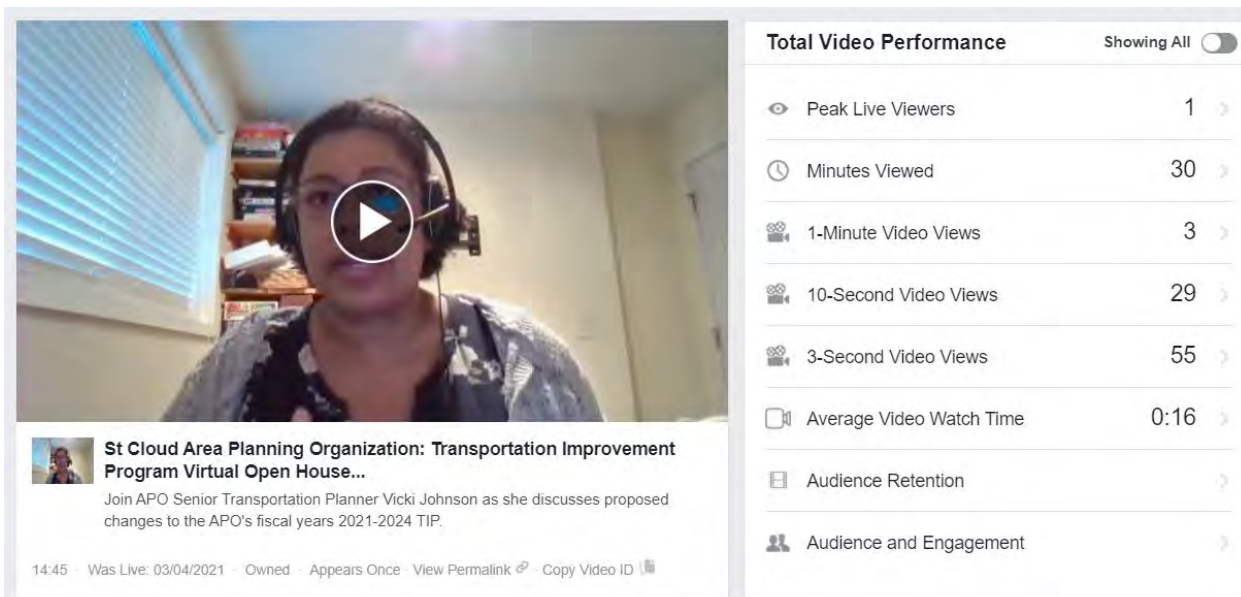 St Cloud Area Planning Organization: Transportation Improvement
Program Virtual Open House...
Join APO Senior Transportation Planner Vicki Johnson as she discusses proposed
changes to the APO's fiscal years 2021-2024 TIP.
14:45 · Was Live: 03/04/2021 · Owned · Appears Once · View Permalink · Copy Video ID
Total Video Performance Showing All
Peak Live Viewers 1
Minutes Viewed 30
1-Minute Video Views 3
10-Second Video Views 29
3-Second Video Views 55
Average Video Watch Time 0:16
Audience Retention
Audience and Engagement